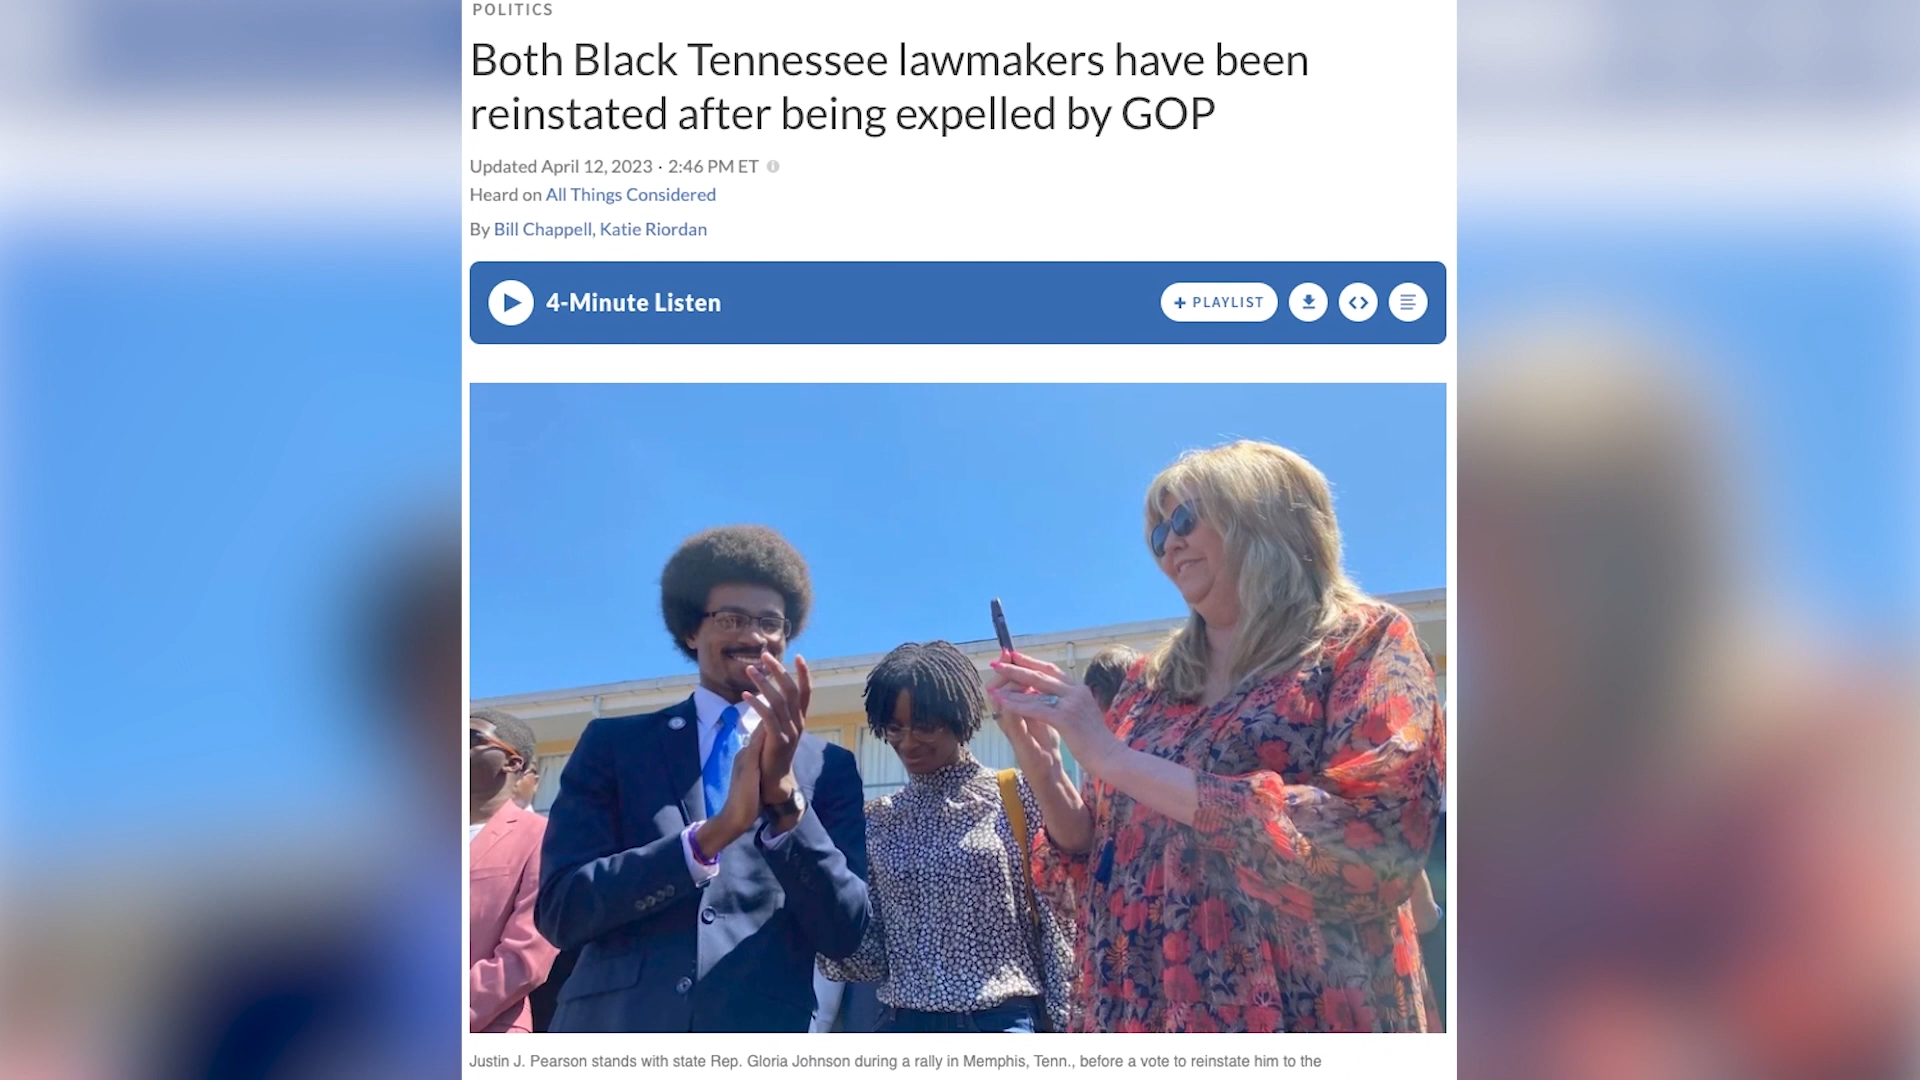 POLITICS
Both Black Tennessee lawmakers have been
reinstated after being expelled by GOP
Updated April 12, 2023 · 2:46 PM ET
Heard on All Things Considered
By Bill Chappell, Katie Riordan
4-Minute Listen
+ PLAYLIST
Justin J. Pearson stands with state Rep. Gloria Johnson during a rally in Memphis, Tenn., before a vote to reinstate him to the